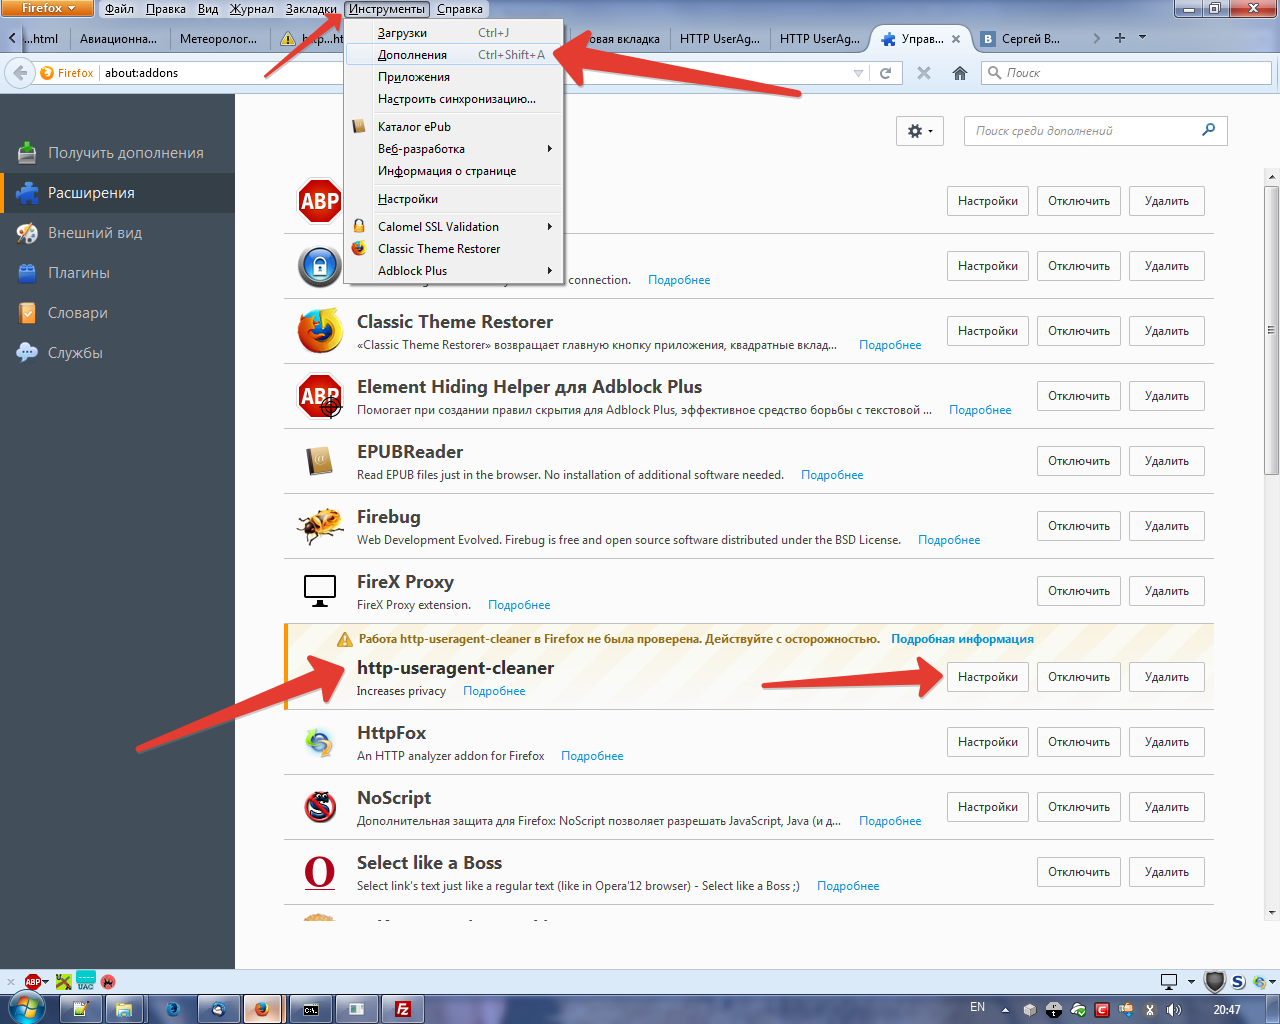 Firefox
Файл Правка Вид Журнал Закладки Инструменты Справка
...html Авиационна... Метеоролог... http...h овая вкладка HTTP UserAg... HTTP UserAg... Управ... Сергей В...
Firefox about:addons Поиск
Загрузки Ctrl+J
Дополнения Ctrl+Shift+A
Приложения
Настроить синхронизацию...
Каталог ePub
Веб-разработка
Информация о странице
Настройки
Calomel SSL Validation
Classic Theme Restorer
Adblock Plus
Получить дополнения
Расширения
Внешний вид
Плагины
Словари
Службы
Поиск среди дополнений
ABP Настройки Отключить Удалить
connection. Подробнее Настройки Отключить Удалить
Classic Theme Restorer
«Classic Theme Restorer» возвращает главную кнопку приложения, квадратные вклад... Подробнее Настройки Отключить Удалить
ABP Element Hiding Helper для Adblock Plus
Помогает при создании правил скрытия для Adblock Plus, эффективное средство борьбы с текстовой ... Подробнее Отключить Удалить
EPUBReader
Read EPUB files just in the browser. No installation of additional software needed. Подробнее Отключить Удалить
Firebug
Web Development Evolved. Firebug is free and open source software distributed under the BSD License. Подробнее Отключить Удалить
FireX Proxy
FireX Proxy extension. Подробнее Отключить Удалить
Работа http-useragent-cleaner в Firefox не была проверена. Действуйте с осторожностью. Подробная информация
http-useragent-cleaner
Increases privacy Подробнее Настройки Отключить Удалить
HttpFox
An HTTP analyzer addon for Firefox Подробнее Настройки Отключить Удалить
NoScript
Дополнительная защита для Firefox: NoScript позволяет разрешать JavaScript, Java (и д... Подробнее Настройки Отключить Удалить
Select like a Boss
Select link's text just like a regular text (like in Opera'12 browser) - Select like a Boss ;) Подробнее Отключить Удалить
ABP UAC
EN 20:47